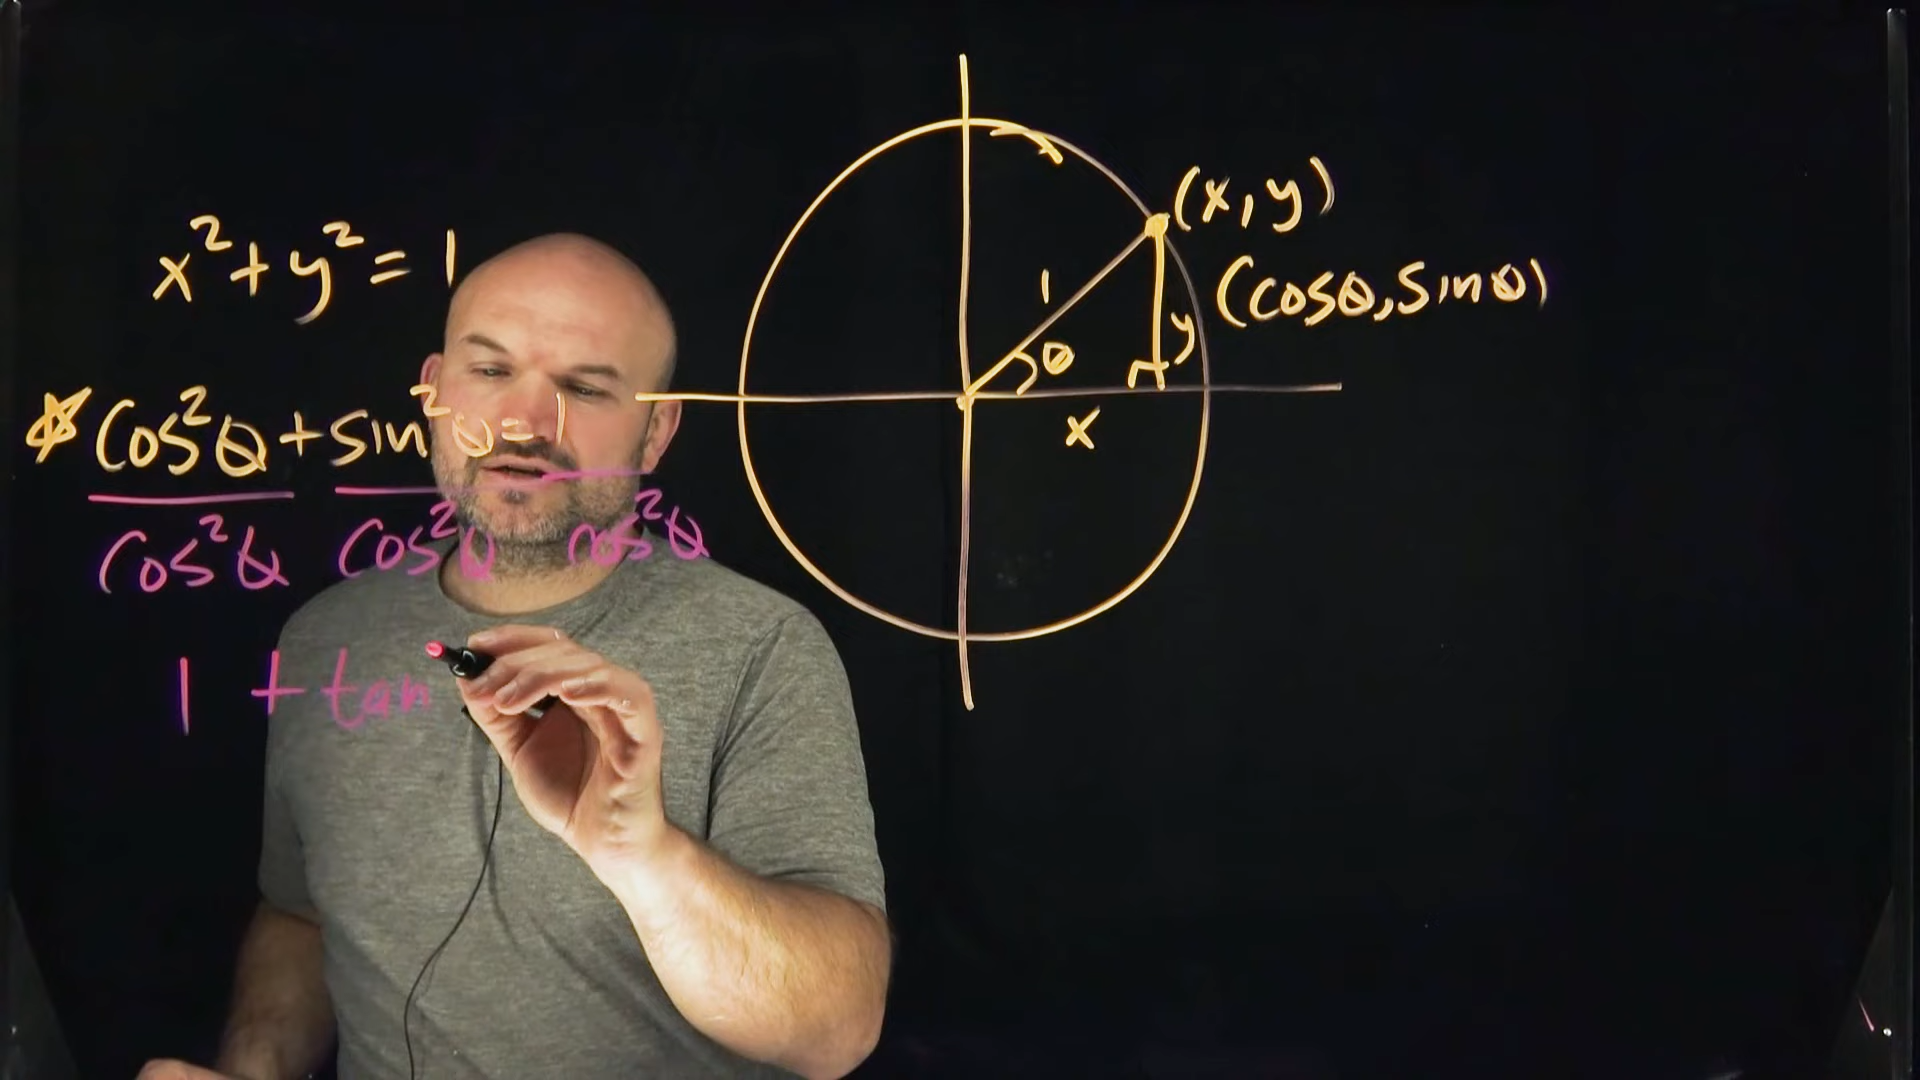 x² + y² = 1
☆ cos²θ + sin²θ = 1
cos²θ cos²θ cos²θ
1 + tan
(x, y)
(cosθ, sinθ)
1
θ
y
x